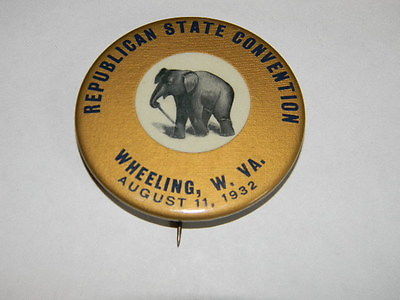 REPUBLICAN STATE CONVENTION
WHEELING, W. VA.
AUGUST 11, 1932